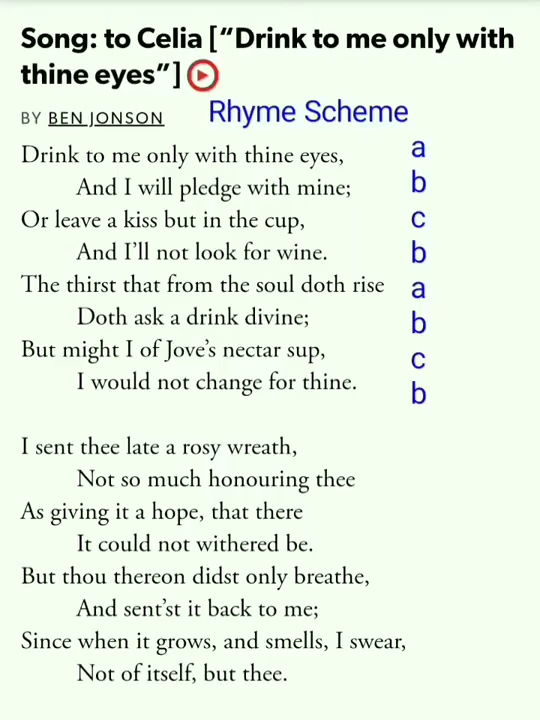 Song: to Celia [“Drink to me only with
thine eyes”]
BY BEN JONSON
Rhyme Scheme
Drink to me only with thine eyes, a
And I will pledge with mine; b
Or leave a kiss but in the cup, c
And I’ll not look for wine. b
The thirst that from the soul doth rise a
Doth ask a drink divine; b
But might I of Jove’s nectar sup, c
I would not change for thine. b
I sent thee late a rosy wreath,
Not so much honouring thee
As giving it a hope, that there
It could not withered be.
But thou thereon didst only breathe,
And sent’st it back to me;
Since when it grows, and smells, I swear,
Not of itself, but thee.